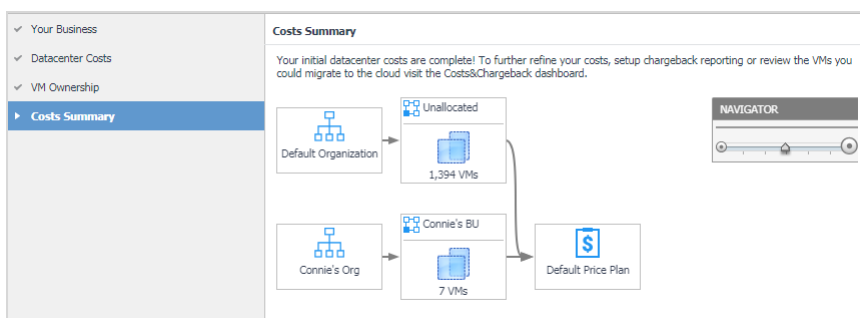 Your Business
Datacenter Costs
VM Ownership
Costs Summary
Costs Summary
Your initial datacenter costs are complete! To further refine your costs, setup chargeback reporting or review the VMs you
could migrate to the cloud visit the Costs&Chargeback dashboard.
Unallocated
Default Organization
1,394 VMs
Connie's BU
Connie's Org
7 VMs
$
Default Price Plan
NAVIGATOR